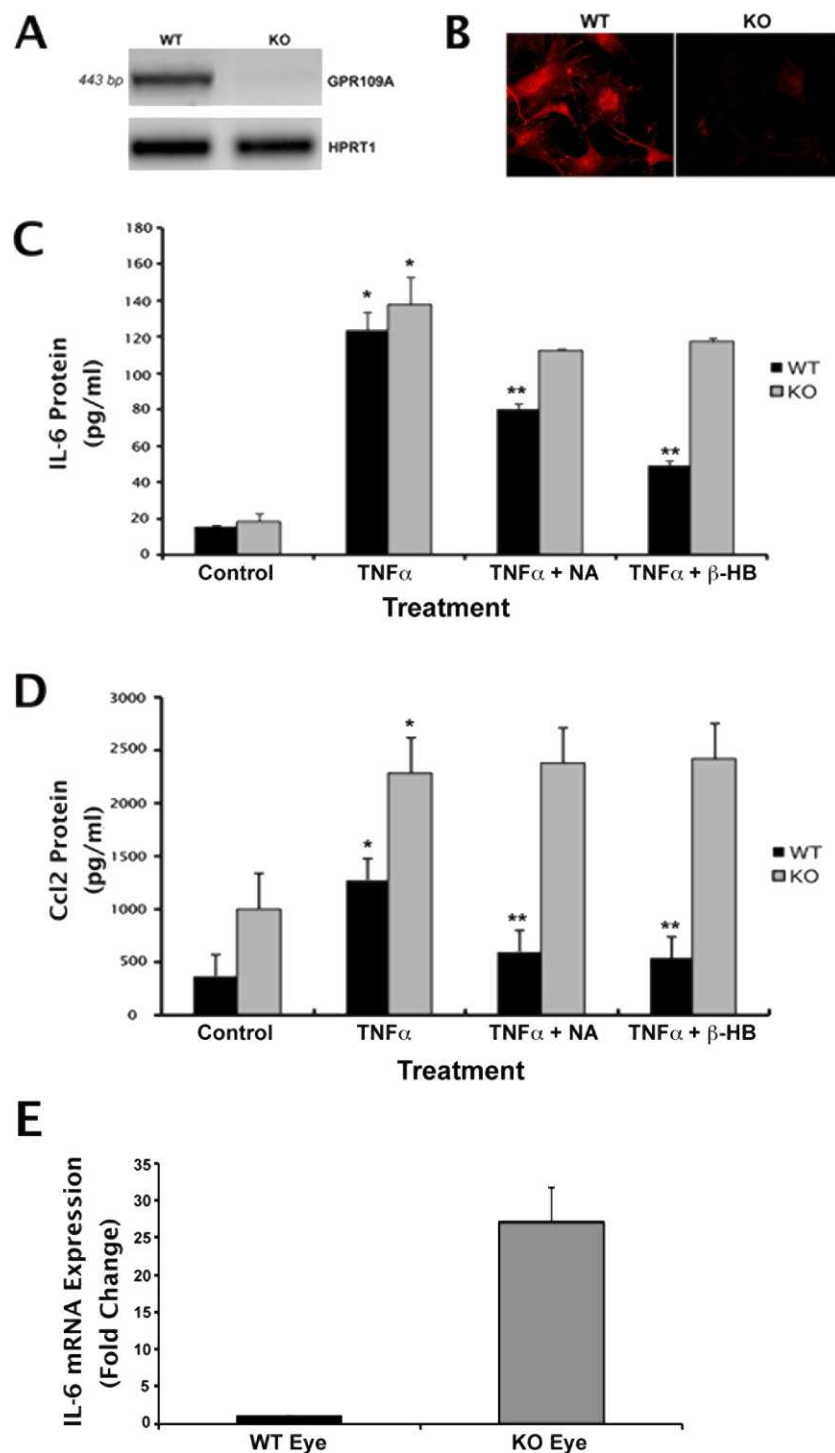 A
WT KO
443 bp
GPR109A
HPRT1
B
WT KO
C
IL-6 Protein
(pg/ml)
180
160
140
120
100
80
60
40
20
0
* * ** **
WT
KO
Control TNFα TNFα + NA TNFα + β-HB
Treatment
D
Ccl2 Protein
(pg/ml)
3000
2500
2000
1500
1000
500
0
* * ** **
WT
KO
Control TNFα TNFα + NA TNFα + β-HB
Treatment
E
IL-6 mRNA Expression
(Fold Change)
35
30
25
20
15
10
5
0
WT Eye KO Eye